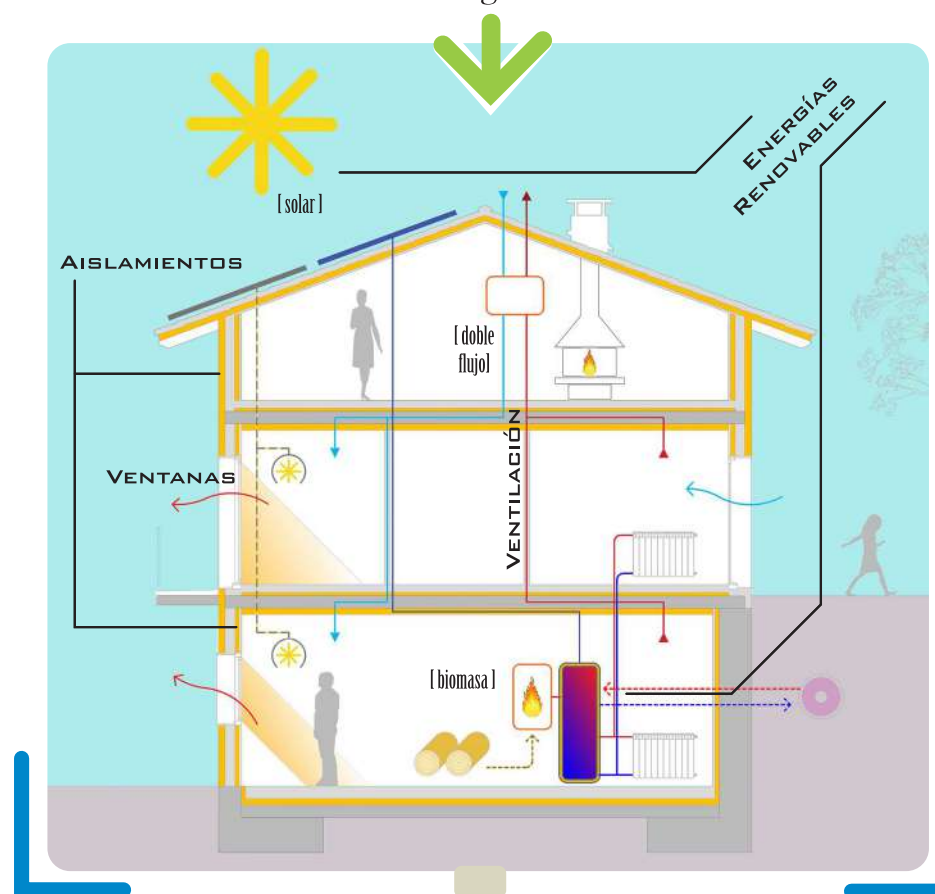 ENERGÍAS
RENOVABLES
[ solar ]
AISLAMIENTOS
[ doble
flujo]
VENTANAS
VENTILACIÓN
[ biomasa ]